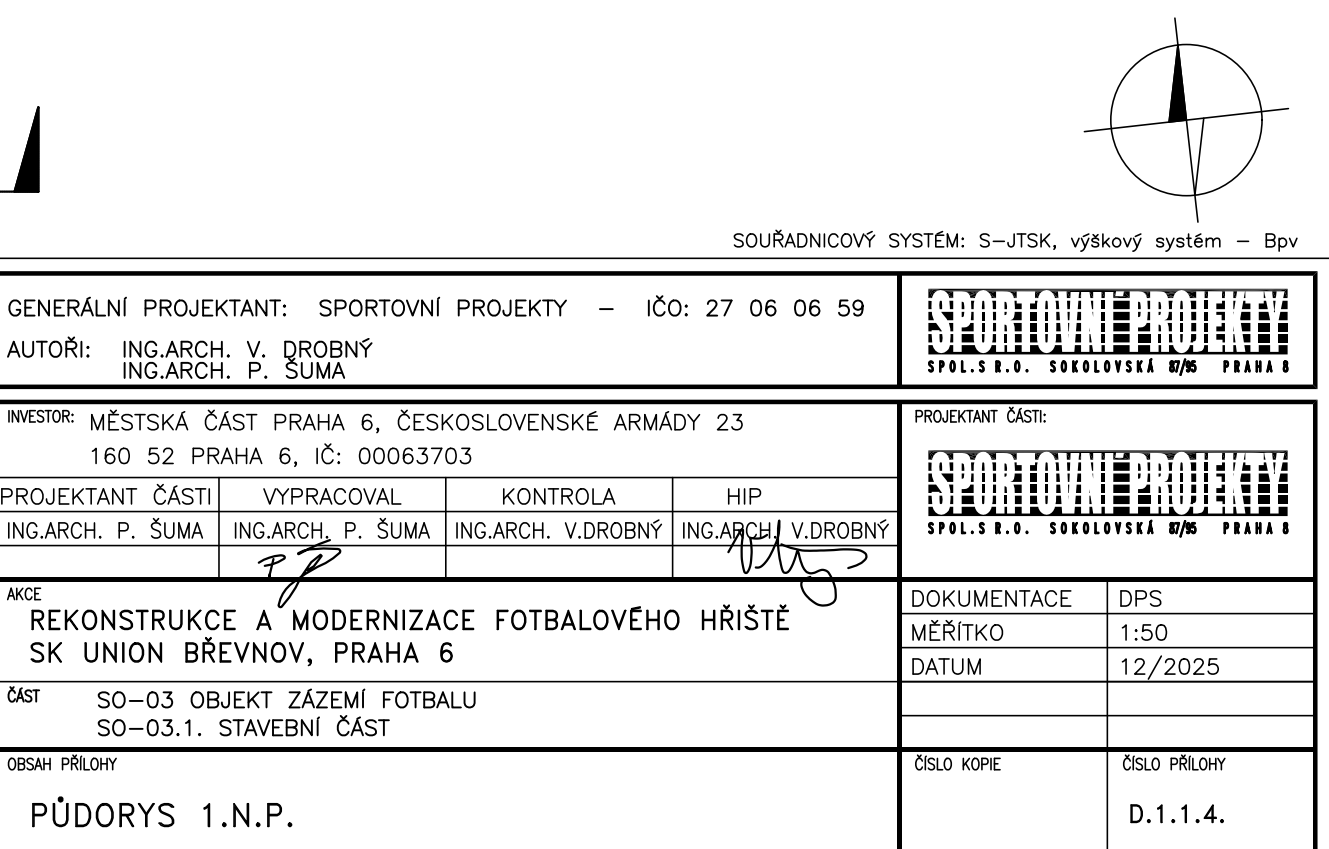 SOUŘADNICOVÝ SYSTÉM: S-JTSK, výškový systém – Bpv
GENERÁLNÍ PROJEKTANT: SPORTOVNÍ PROJEKTY – IČO: 27 06 06 59
AUTOŘI: ING.ARCH. V. DROBNÝ
ING.ARCH. P. ŠUMA
SPORTOVNÍ PROJEKTY
SPOL.S R.O. SOKOLOVSKÁ 87/95 PRAHA 8
INVESTOR: MĚSTSKÁ ČÁST PRAHA 6, ČESKOSLOVENSKÉ ARMÁDY 23
160 52 PRAHA 6, IČ: 00063703
PROJEKTANT ČÁSTI:
SPORTOVNÍ PROJEKTY
SPOL.S R.O. SOKOLOVSKÁ 87/95 PRAHA 8
PROJEKTANT ČÁSTI VYPRACOVAL KONTROLA HIP
ING.ARCH. P. ŠUMA ING.ARCH. P. ŠUMA ING.ARCH. V.DROBNÝ ING.ARCH. V.DROBNÝ
AKCE
REKONSTRUKCE A MODERNIZACE FOTBALOVÉHO HŘIŠTĚ
SK UNION BŘEVNOV, PRAHA 6
DOKUMENTACE DPS
MĚŘÍTKO 1:50
DATUM 12/2025
ČÁST SO-03 OBJEKT ZÁZEMÍ FOTBALU
SO-03.1. STAVEBNÍ ČÁST
OBSAH PŘÍLOHY
PŮDORYS 1.N.P.
ČÍSLO KOPIE
ČÍSLO PŘÍLOHY
D.1.1.4.